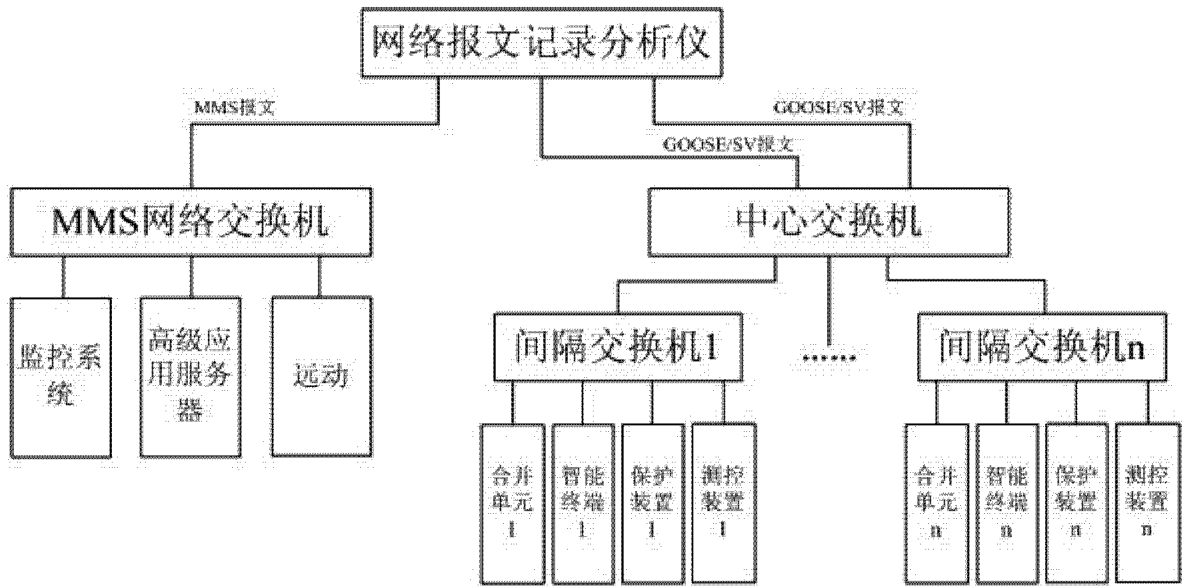 网络报文记录分析仪
MMS报文
GOOSE/SV报文
GOOSE/SV报文
MMS网络交换机
中心交换机
监控系
统
高级应
用服务
器
远动
间隔交换机1
......
间隔交换机n
合并
单元
1
智能
终端
1
保护
装置
1
测控
装置
1
合并
单元
n
智能
终端
n
保护
装置
n
测控
装置
n